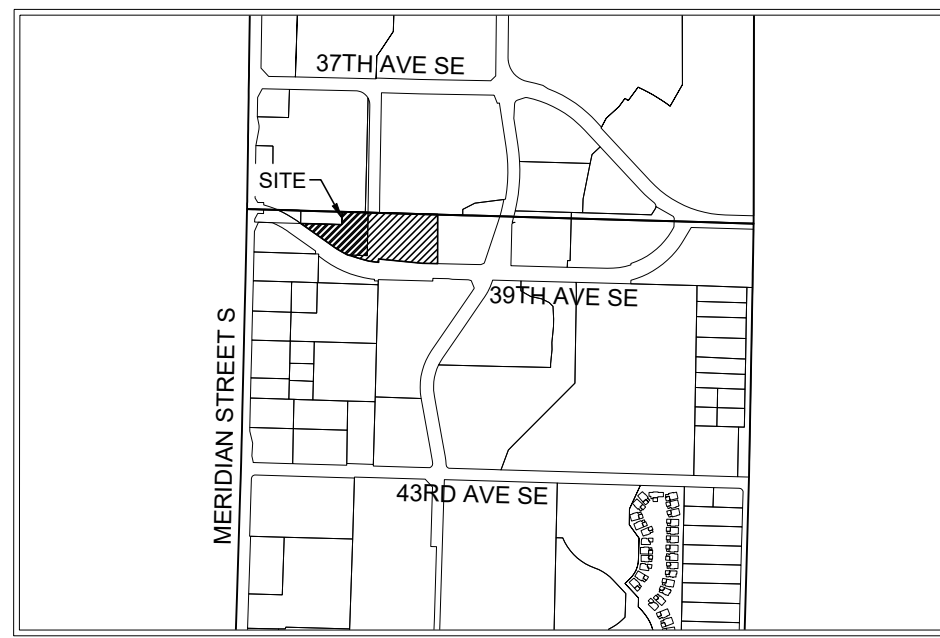 37TH AVE SE
SITE
39TH AVE SE
MERIDIAN STREET S
43RD AVE SE